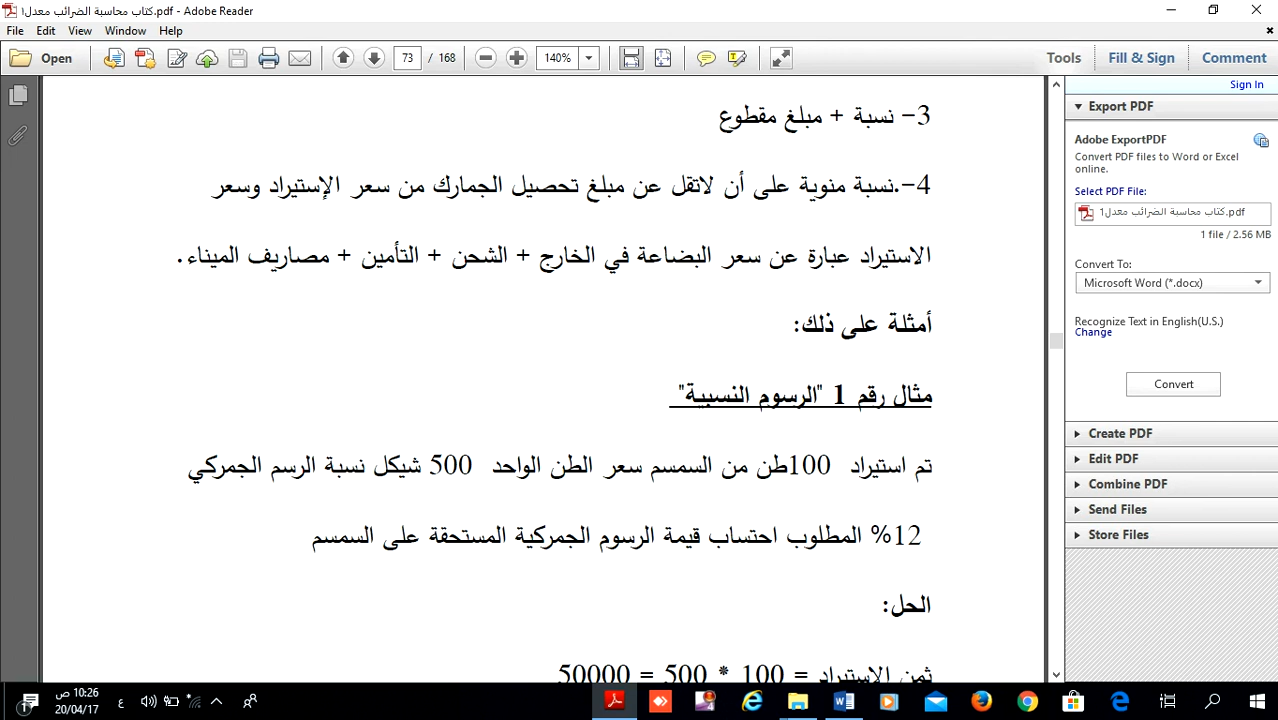 كتاب محاسبة الضرائب معدل1.pdf - Adobe Reader
File Edit View Window Help
Open 73 / 168 140% Tools Fill & Sign Comment
Sign In
Export PDF
Adobe ExportPDF
Convert PDF files to Word or Excel
online.
Select PDF File:
كتاب محاسبة الضرائب معدل1.pdf
1 file / 2.56 MB
Convert To:
Microsoft Word (*.docx)
Recognize Text in English(U.S.)
Change
Convert
Create PDF
Edit PDF
Combine PDF
Send Files
Store Files
3- نسبة + مبلغ مقطوع
4-.نسبة منوية على أن لاتقل عن مبلغ تحصيل الجمارك من سعر الإستيراد وسعر
الاستيراد عبارة عن سعر البضاعة في الخارج + الشحن + التأمين + مصاريف الميناء.
أمثلة على ذلك:
مثال رقم 1 "الرسوم النسبية"
تم استيراد 100طن من السمسم سعر الطن الواحد 500 شيكل نسبة الرسم الجمركي
12% المطلوب احتساب قيمة الرسوم الجمركية المستحقة على السمسم
الحل:
ثمن الاستيراد = 100 * 500 = 50000
10:26 ص
20/04/17
ع